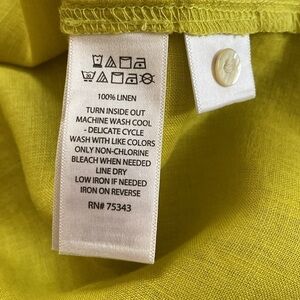 100% LINEN
TURN INSIDE OUT
MACHINE WASH COOL
- DELICATE CYCLE
WASH WITH LIKE COLORS
ONLY NON-CHLORINE
BLEACH WHEN NEEDED
LINE DRY
LOW IRON IF NEEDED
IRON ON REVERSE
RN# 75343